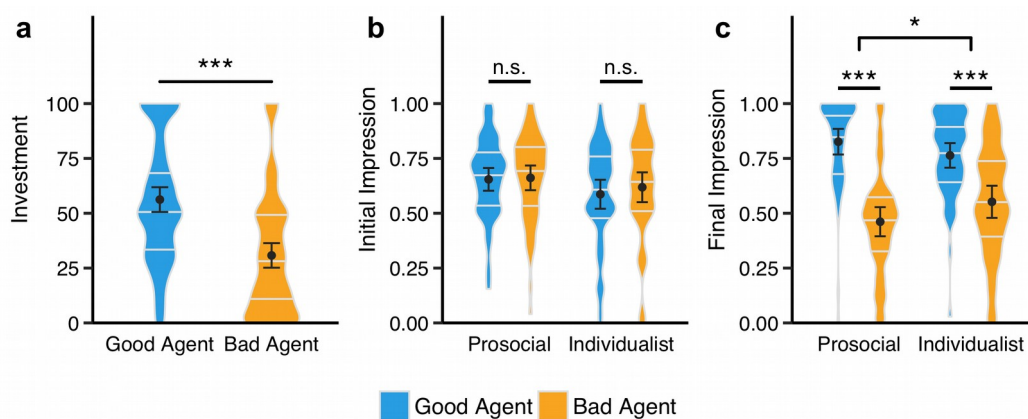 a
***
Investment
100
75
50
25
0
Good Agent Bad Agent
b
n.s. n.s.
Initial Impression
1.00
0.75
0.50
0.25
0.00
Prosocial Individualist
c
*
*** ***
Final Impression
1.00
0.75
0.50
0.25
0.00
Prosocial Individualist
Good Agent Bad Agent